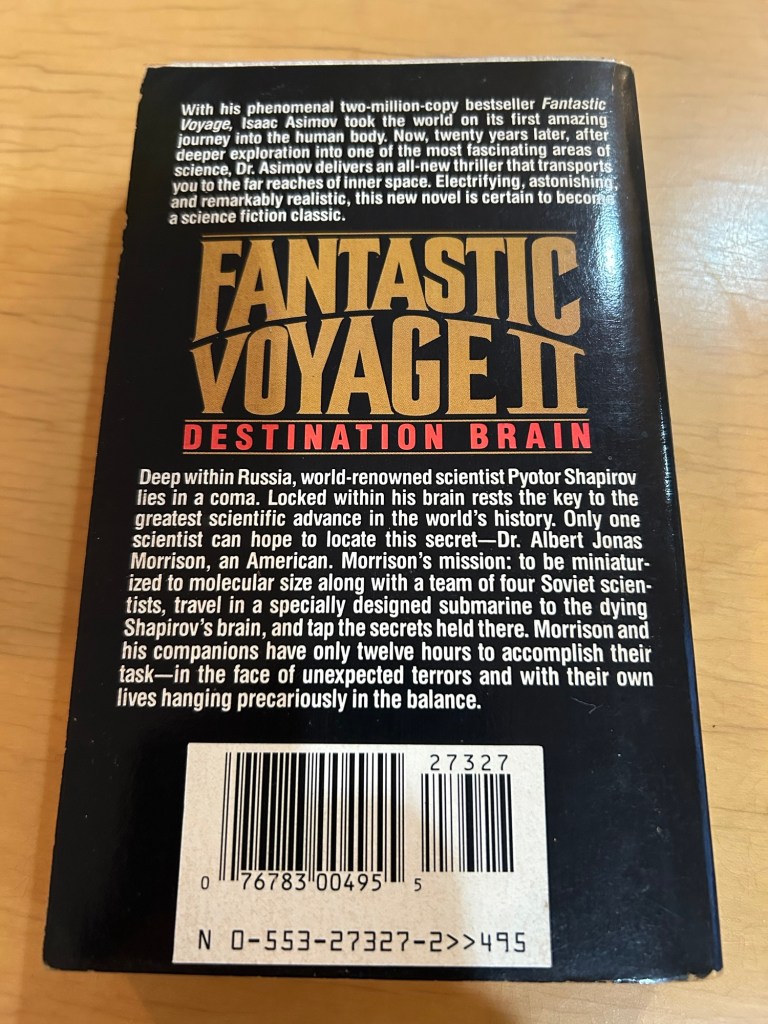 With his phenomenal two-million-copy bestseller Fantastic
Voyage, Isaac Asimov took the world on its first amazing
journey into the human body. Now, twenty years later, after
deeper exploration into one of the most fascinating areas of
science, Dr. Asimov delivers an all-new thriller that transports
you to the far reaches of inner space. Electrifying, astonishing,
and remarkably realistic, this new novel is certain to become
a science fiction classic.
FANTASTIC
VOYAGE II
DESTINATION BRAIN
Deep within Russia, world-renowned scientist Pyotor Shapirov
lies in a coma. Locked within his brain rests the key to the
greatest scientific advance in the world's history. Only one
scientist can hope to locate this secret—Dr. Albert Jonas
Morrison, an American. Morrison's mission: to be miniatur-
ized to molecular size along with a team of four Soviet scien-
tists, travel in a specially designed submarine to the dying
Shapirov's brain, and tap the secrets held there. Morrison and
his companions have only twelve hours to accomplish their
task—in the face of unexpected terrors and with their own
lives hanging precariously in the balance.
27327
0 76783 00495 5
N 0-553-27327-2>>495